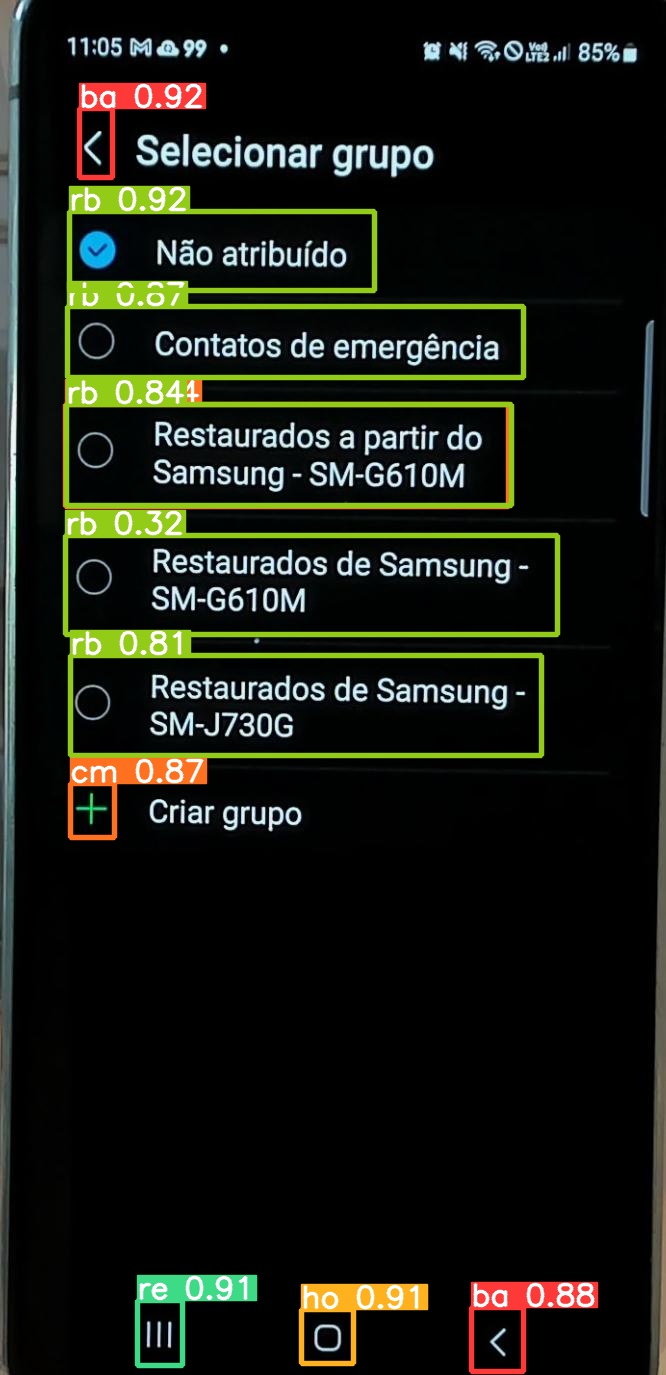 11:05 99
Vod LTE2 85%
ba 0.92
Selecionar grupo
rb 0.92
Não atribuído
rb 0.87
Contatos de emergência
rb 0.84
Restaurados a partir do
Samsung - SM-G610M
rb 0.32
Restaurados de Samsung -
SM-G610M
rb 0.81
Restaurados de Samsung -
SM-J730G
cm 0.87
Criar grupo
re 0.91
ho 0.91
ba 0.88